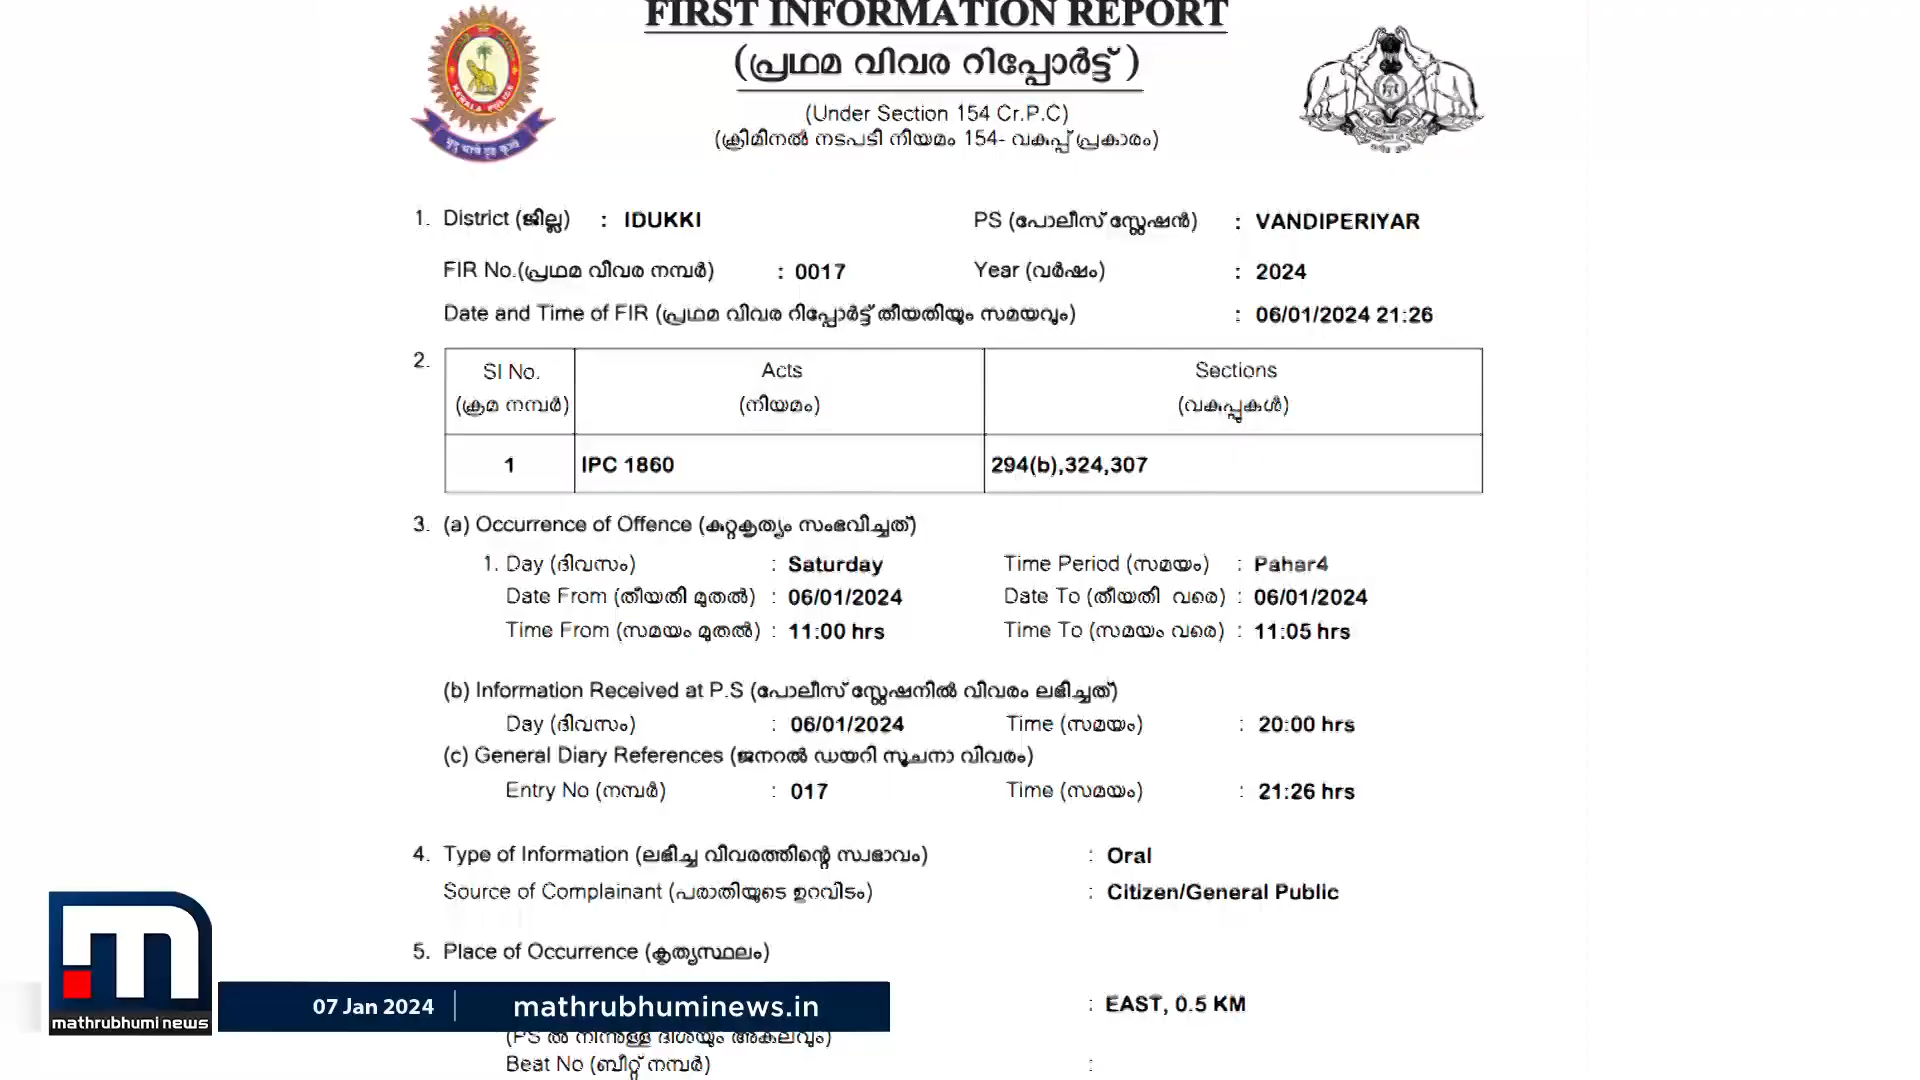 FIRST INFORMATION REPORT
(പ്രഥമ വിവര റിപ്പോർട്ട് )
(Under Section 154 Cr.P.C)
(ക്രിമിനൽ നടപടി നിയമം 154- വകുപ്പ് പ്രകാരം)
KERALA POLICE
1. District (ജില്ല) : IDUKKI PS (പോലീസ് സ്റ്റേഷൻ) : VANDIPERIYAR
FIR No.(പ്രഥമ വിവര നമ്പർ) : 0017 Year (വർഷം) : 2024
Date and Time of FIR (പ്രഥമ വിവര റിപ്പോർട്ട് തീയതിയും സമയവും) : 06/01/2024 21:26
2. Sl No. Acts Sections
(ക്രമ നമ്പർ) (നിയമം) (വകുപ്പുകൾ)
1 IPC 1860 294(b),324,307
3. (a) Occurrence of Offence (കുറ്റകൃത്യം സംഭവിച്ചത്)
1. Day (ദിവസം) : Saturday Time Period (സമയം) : Pahar4
Date From (തീയതി മുതൽ) : 06/01/2024 Date To (തീയതി വരെ) : 06/01/2024
Time From (സമയം മുതൽ) : 11:00 hrs Time To (സമയം വരെ) : 11:05 hrs
(b) Information Received at P.S (പോലീസ് സ്റ്റേഷനിൽ വിവരം ലഭിച്ചത്)
Day (ദിവസം) : 06/01/2024 Time (സമയം) : 20:00 hrs
(c) General Diary References (ജനറൽ ഡയറി സൂചനാ വിവരം)
Entry No (നമ്പർ) : 017 Time (സമയം) : 21:26 hrs
4. Type of Information (ലഭിച്ച വിവരത്തിന്റെ സ്വഭാവം) : Oral
Source of Complainant (പരാതിയുടെ ഉറവിടം) : Citizen/General Public
5. Place of Occurrence (കൃത്യസ്ഥലം)
: EAST, 0.5 KM
(PS ൽ നിന്നുള്ള ദിശയും അകലവും)
Beat No (ബീറ്റ് നമ്പർ) :
mathrubhumi news
07 Jan 2024 mathrubhuminews.in